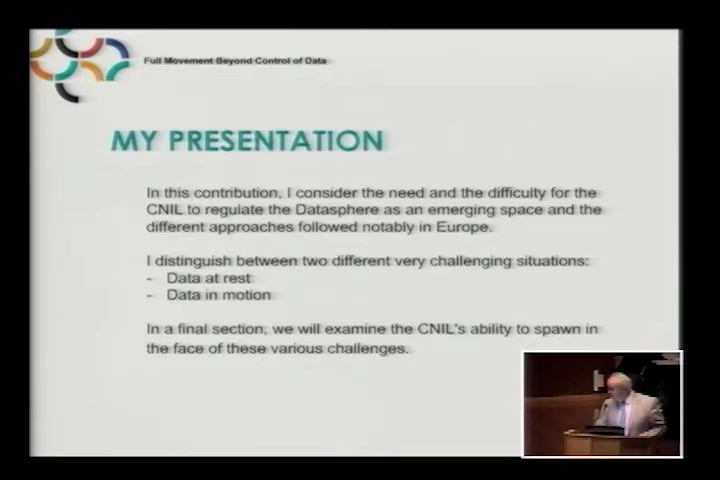 Full Movement Beyond Control of Data
MY PRESENTATION
In this contribution, I consider the need and the difficulty for the
CNIL to regulate the Datasphere as an emerging space and the
different approaches followed notably in Europe.
I distinguish between two different very challenging situations:
- Data at rest
- Data in motion
In a final section, we will examine the CNIL's ability to spawn in
the face of these various challenges.